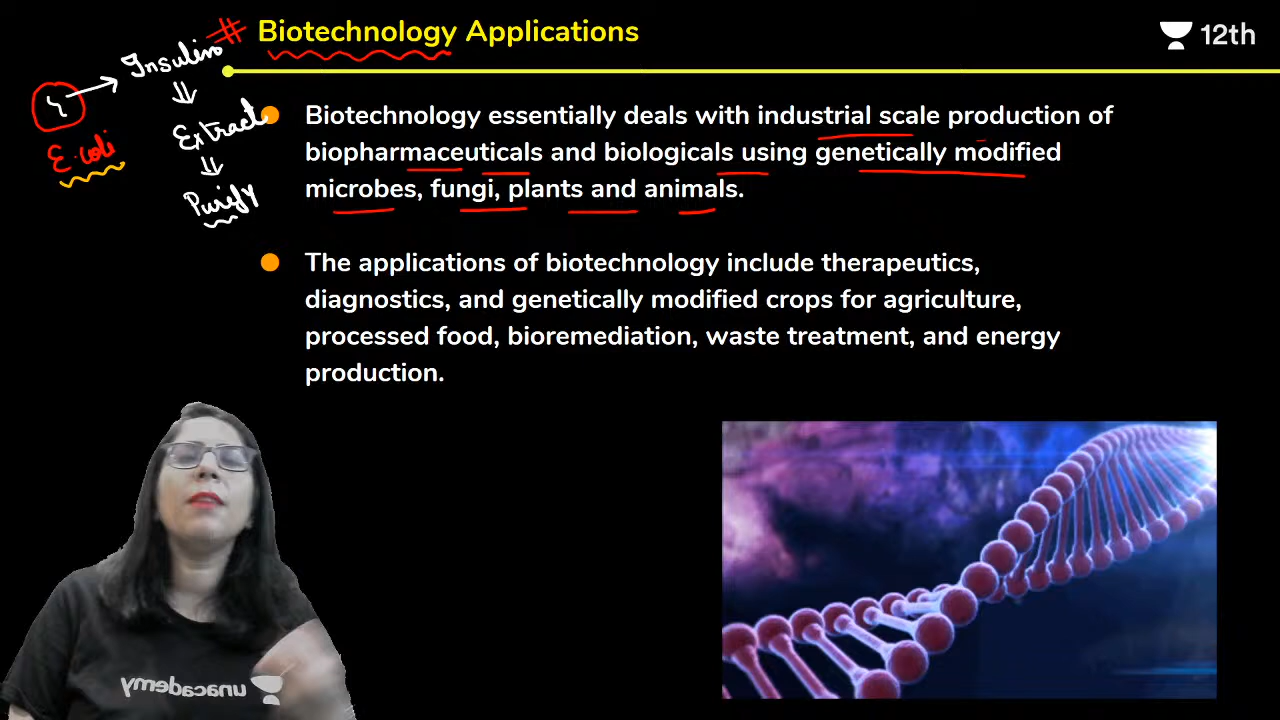 # Biotechnology Applications
12th
Insulin
E.coli
Extract
Purify
Biotechnology essentially deals with industrial scale production of
biopharmaceuticals and biologicals using genetically modified
microbes, fungi, plants and animals.
The applications of biotechnology include therapeutics,
diagnostics, and genetically modified crops for agriculture,
processed food, bioremediation, waste treatment, and energy
production.
unacademy